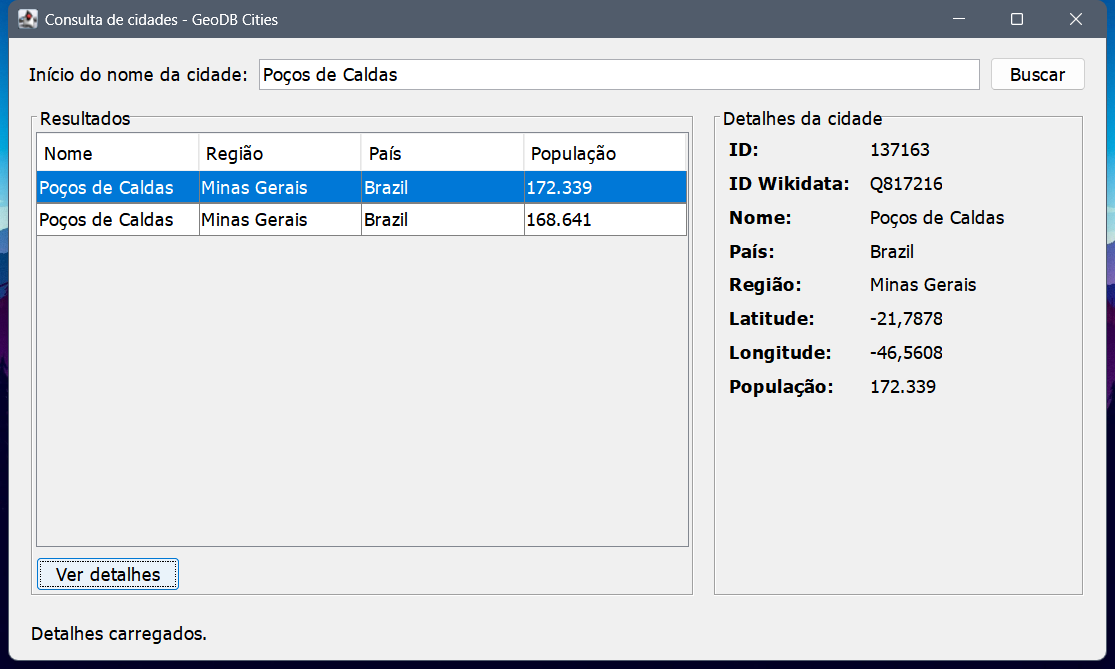 Consulta de cidades - GeoDB Cities
Início do nome da cidade: Poços de Caldas Buscar
Resultados
Nome Região País População
Poços de Caldas Minas Gerais Brazil 172.339
Poços de Caldas Minas Gerais Brazil 168.641
Ver detalhes
Detalhes da cidade
ID: 137163
ID Wikidata: Q817216
Nome: Poços de Caldas
País: Brazil
Região: Minas Gerais
Latitude: -21,7878
Longitude: -46,5608
População: 172.339
Detalhes carregados.